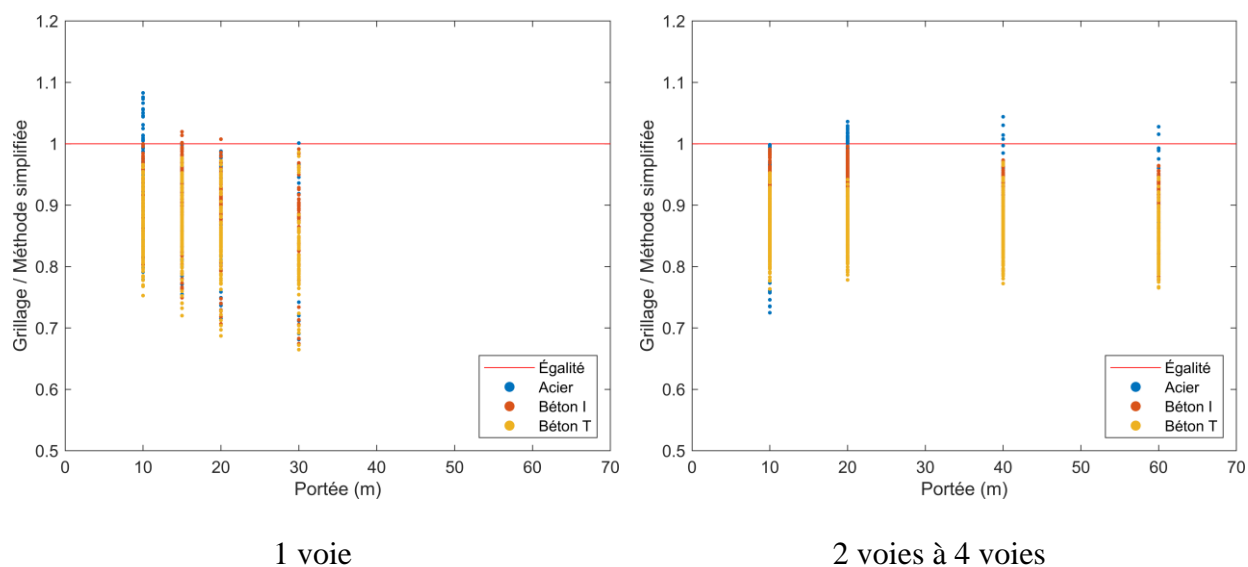 Grillage / Méthode simplifiée
1.2
1.1
1
0.9
0.8
0.7
0.6
0.5
0 10 20 30 40 50 60 70
Portée (m)
Égalité
Acier
Béton I
Béton T
1 voie
Grillage / Méthode simplifiée
1.2
1.1
1
0.9
0.8
0.7
0.6
0.5
0 10 20 30 40 50 60 70
Portée (m)
Égalité
Acier
Béton I
Béton T
2 voies à 4 voies